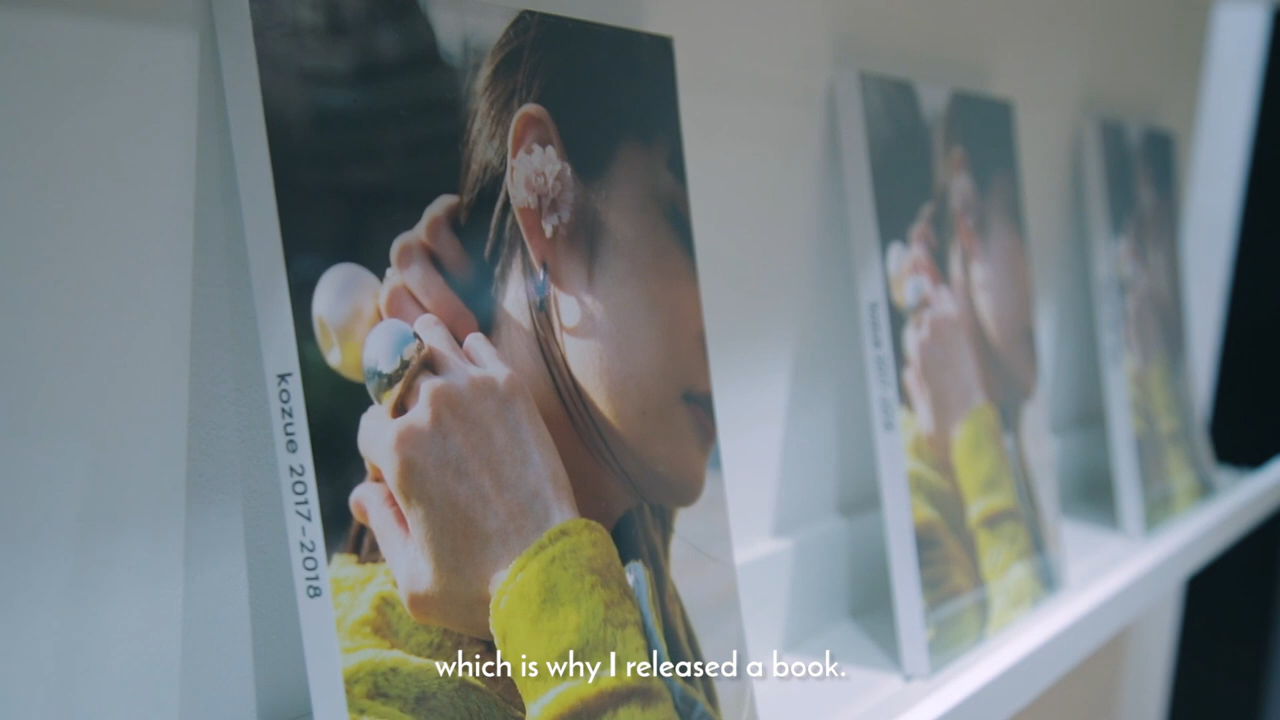 kozue 2017-2018
which is why I released a book.